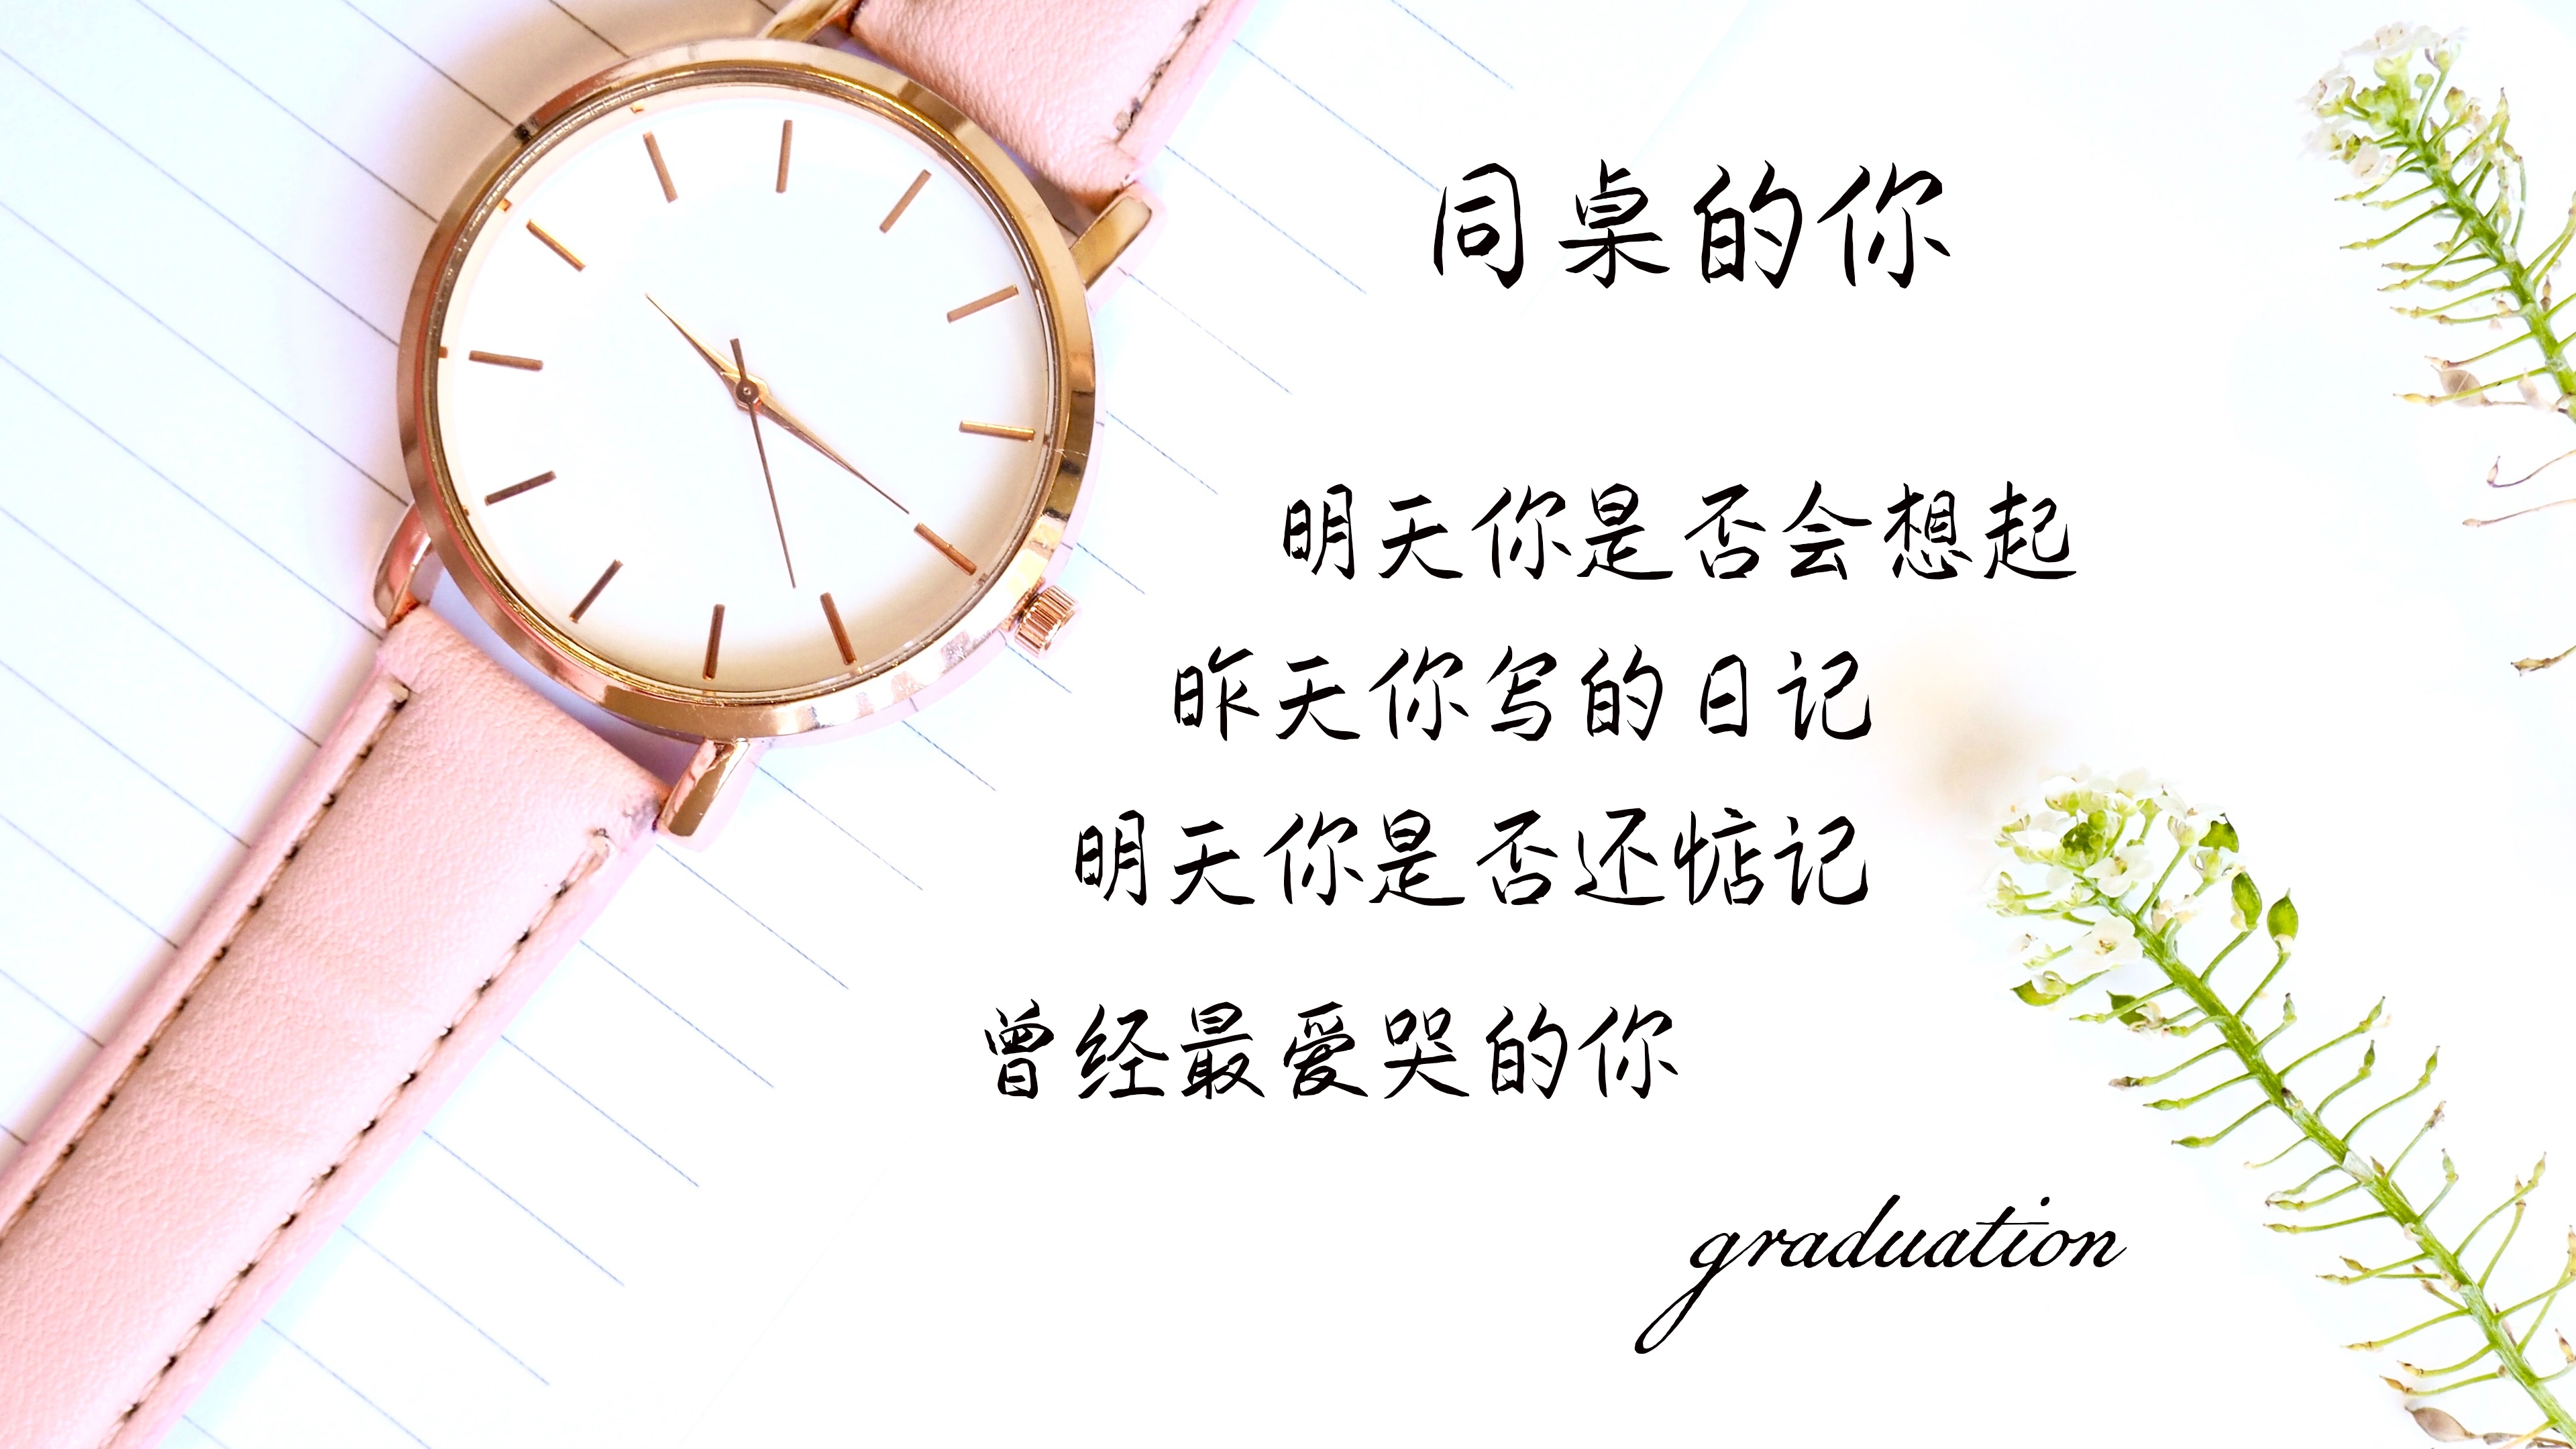 同桌的你
明天你是否会想起
昨天你写的日记
明天你是否还惦记
曾经最爱哭的你
graduation